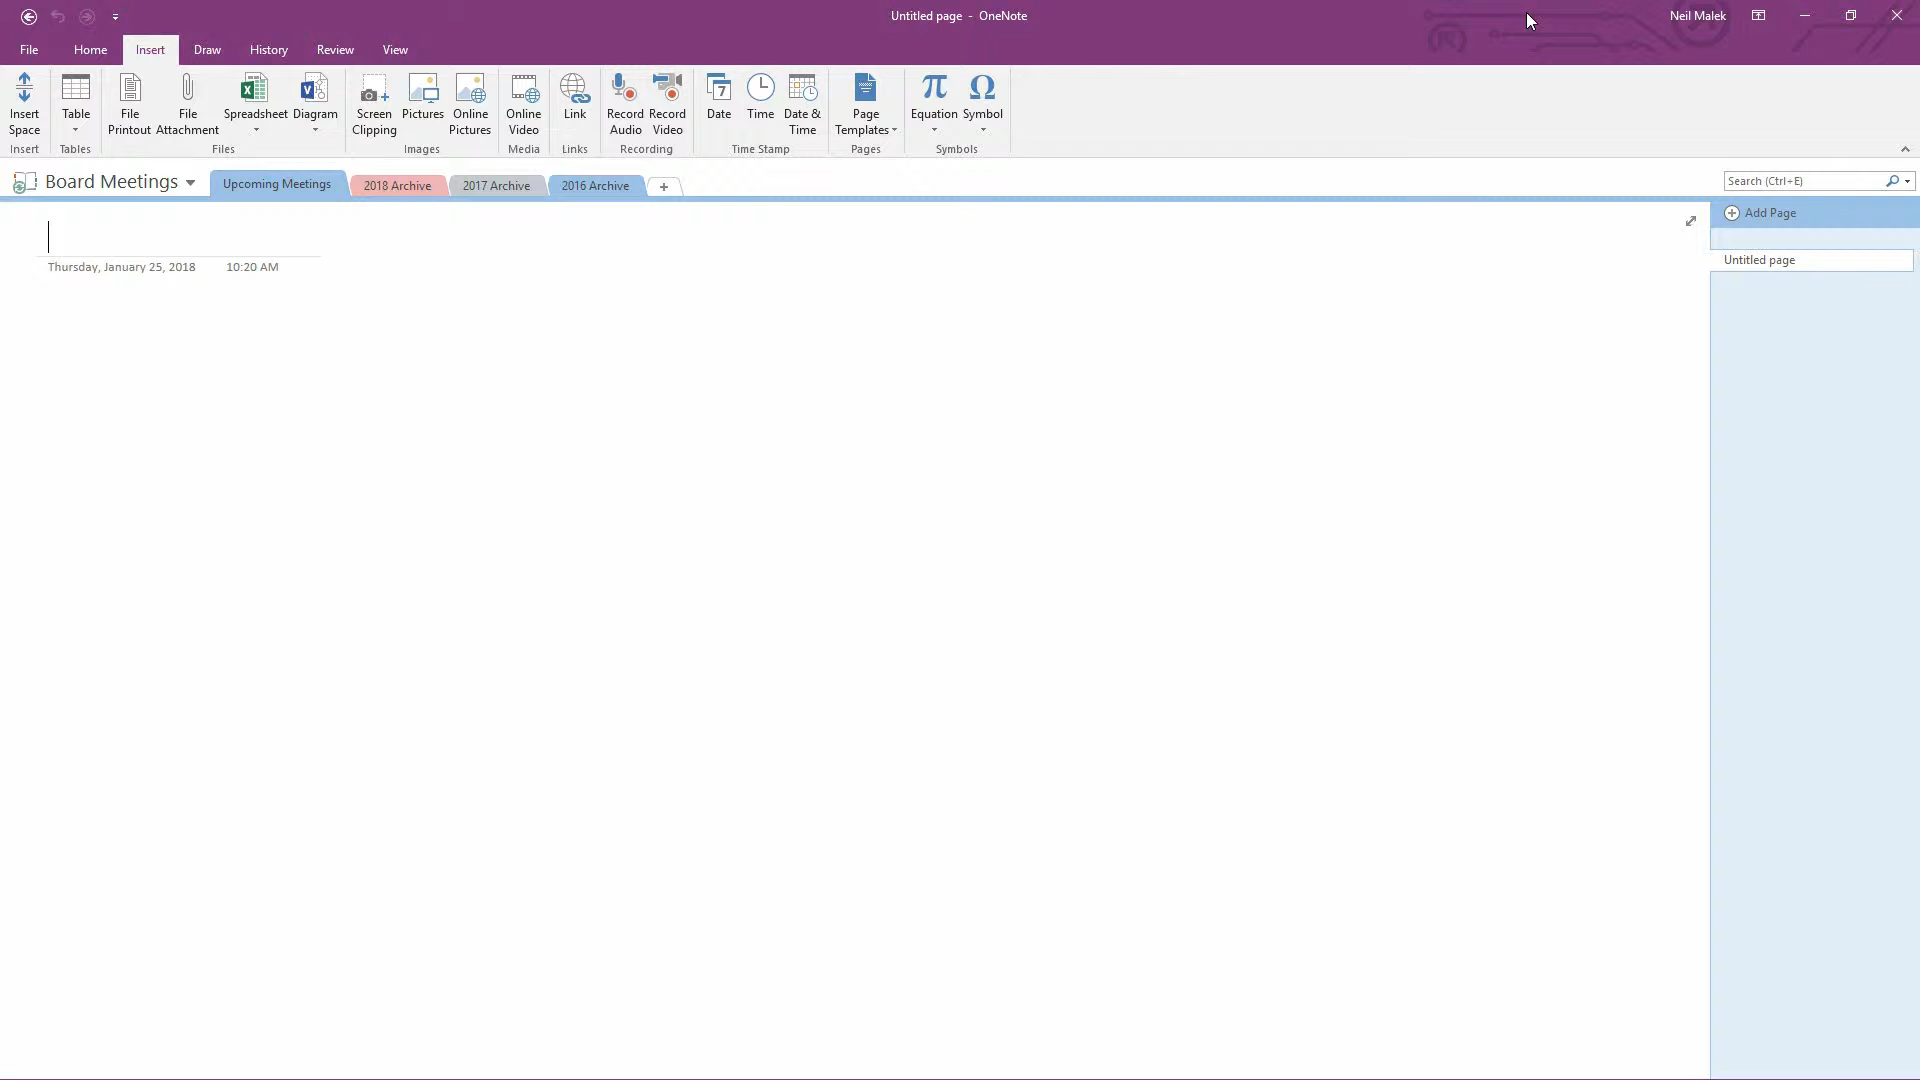 Untitled page - OneNote
Neil Malek
File Home Insert Draw History Review View
Insert Space
Table
File Printout
File Attachment
Spreadsheet
Diagram
Screen Clipping
Pictures
Online Pictures
Online Video
Link
Record Audio
Record Video
7
Date
Time
Date & Time
Page Templates
π
Equation
Ω
Symbol
Insert Tables Files Images Media Links Recording Time Stamp Pages Symbols
Board Meetings
Upcoming Meetings
2018 Archive
2017 Archive
2016 Archive
Search (Ctrl+E)
Add Page
Untitled page
Thursday, January 25, 2018 10:20 AM